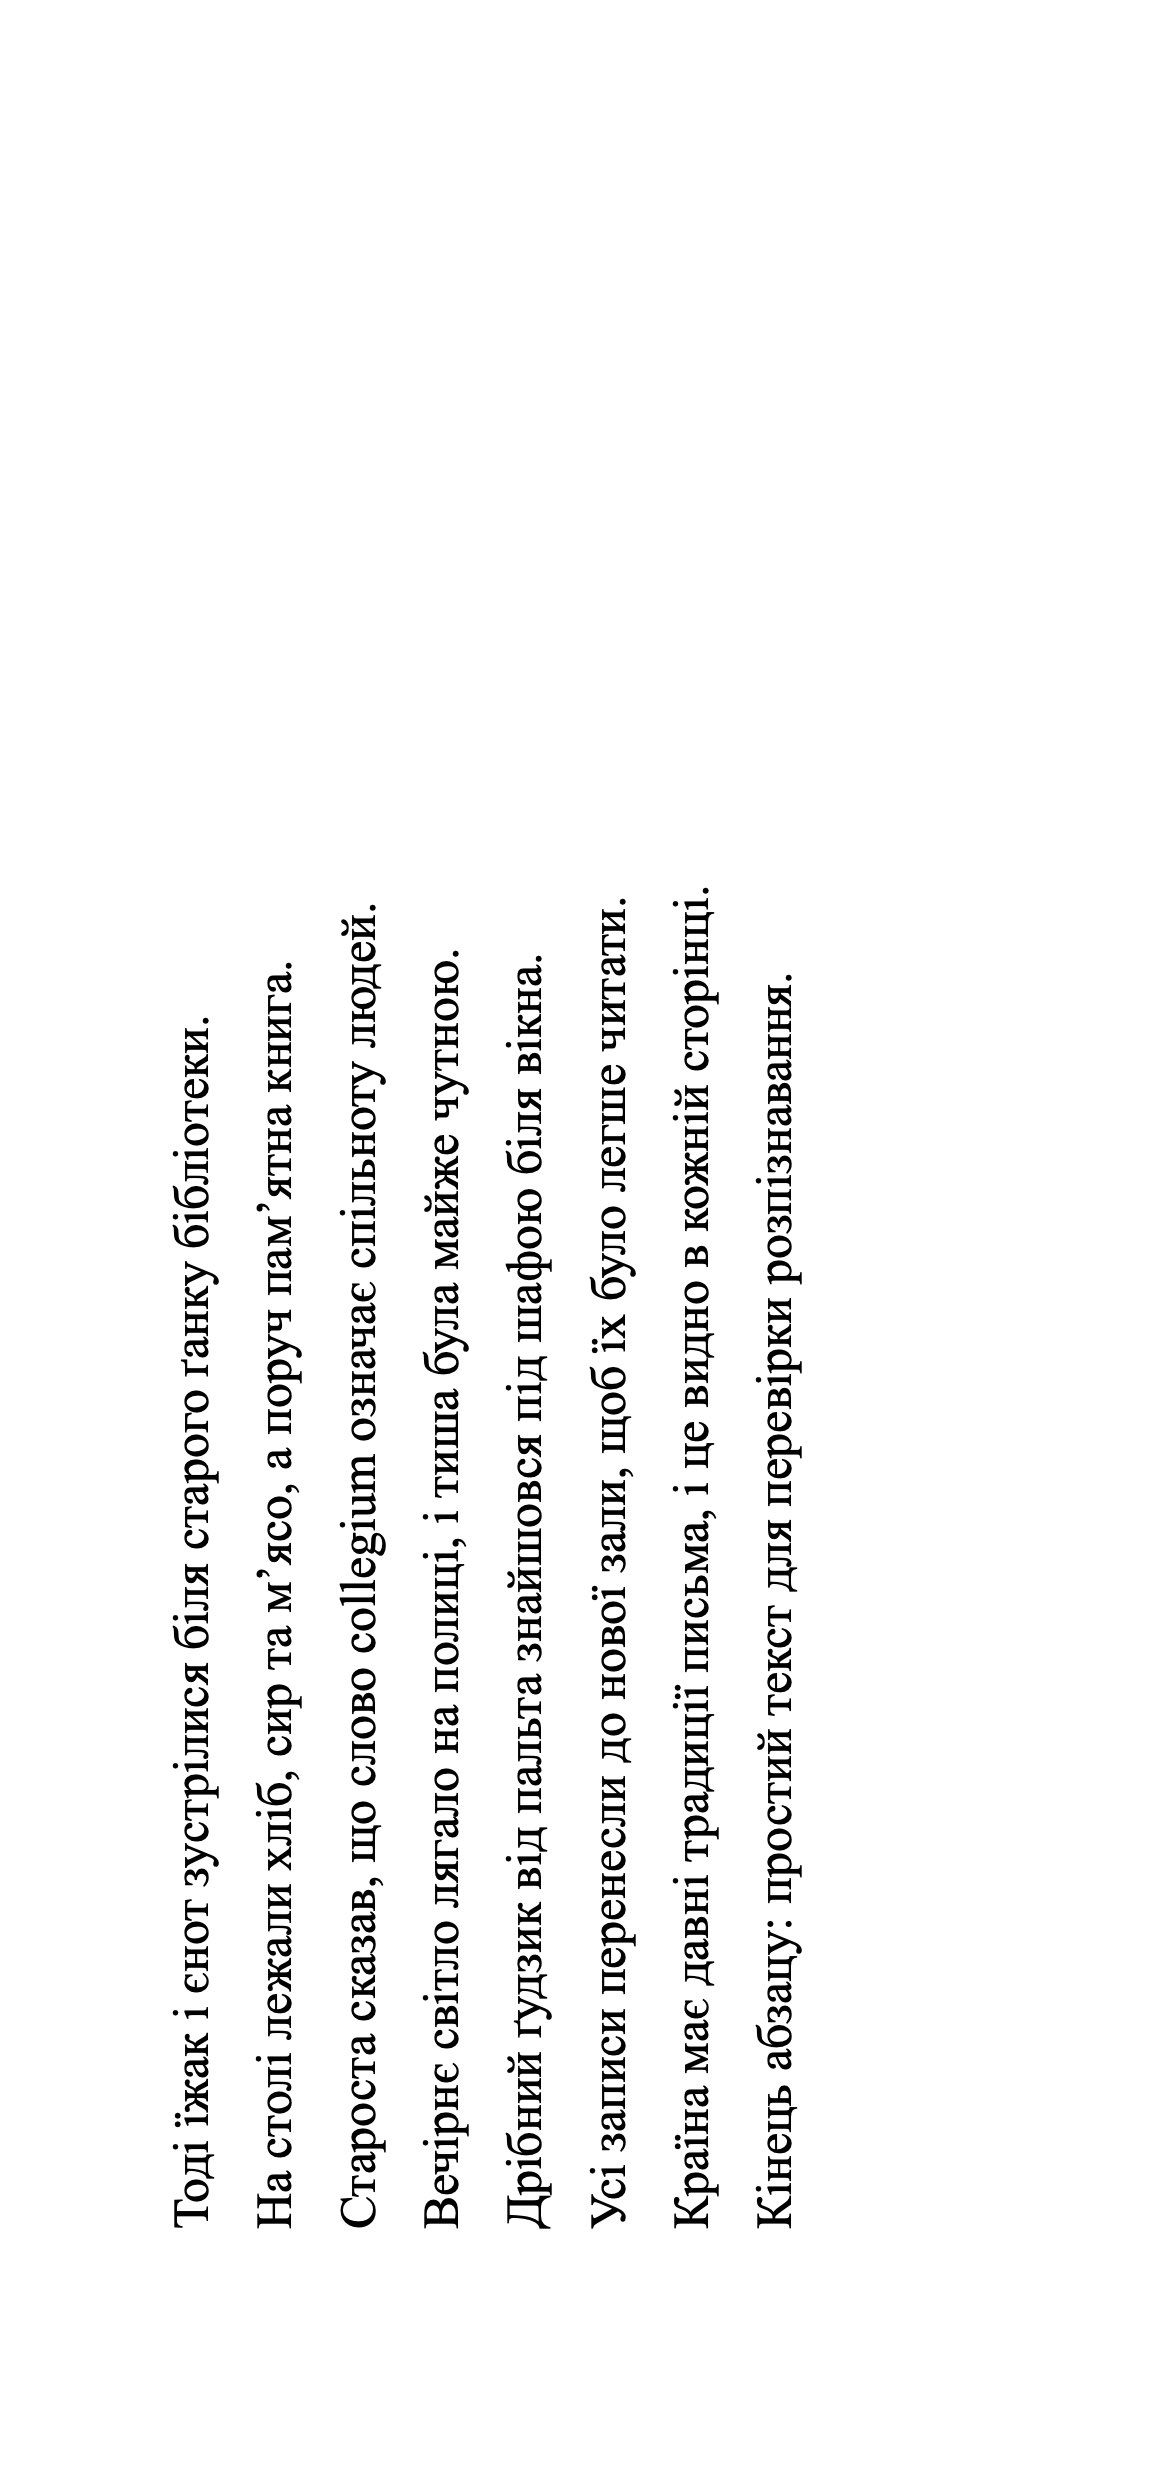 Тоді їжак і єнот зустрілися біля старого ґанку бібліотеки.
На столі лежали хліб, сир та м’ясо, а поруч пам’ятна книга.
Староста сказав, що слово collegium означає спільноту людей.
Вечірнє світло лягало на полиці, і тиша була майже чутною.
Дрібний ґудзик від пальта знайшовся під шафою біля вікна.
Усі записи перенесли до нової зали, щоб їх було легше читати.
Країна має давні традиції письма, і це видно в кожній сторінці.
Кінець абзацу: простий текст для перевірки розпізнавання.